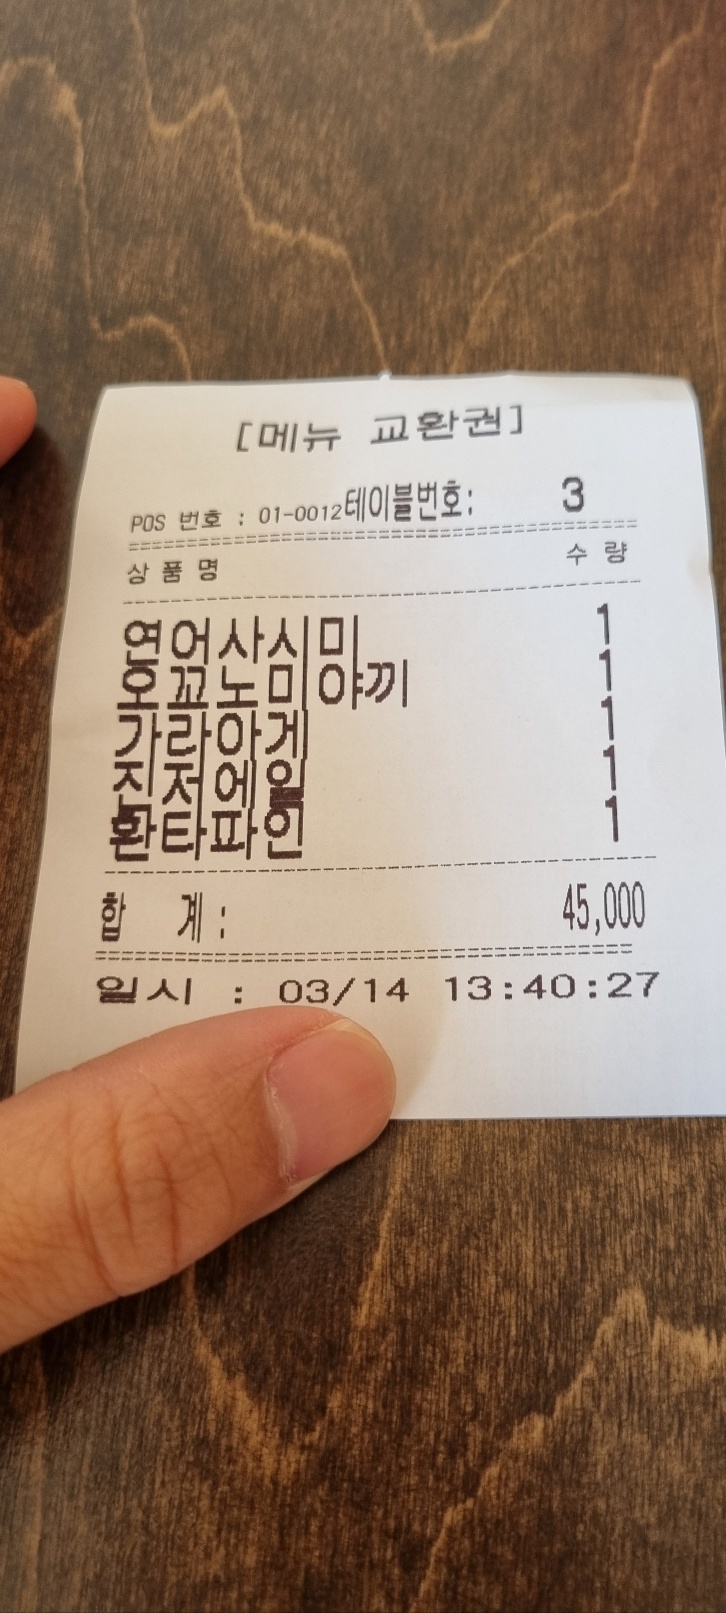 [메뉴 교환권]
POS 번호 : 01-0012테이블번호: 3
상 품 명 수 량
연어사시미 1
오꼬노미야끼 1
가라아게 1
진저에일 1
환타파인 1
합 계: 45,000
일시 : 03/14 13:40:27